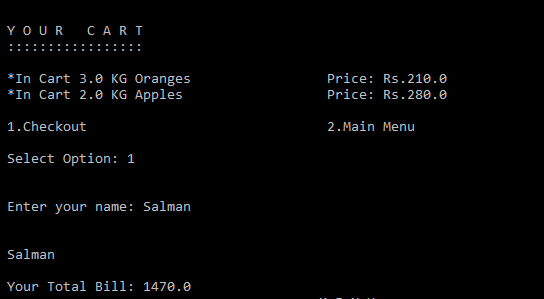 Y O U R   C A R T
:::::::::::::::::
*In Cart 3.0 KG Oranges Price: Rs.210.0
*In Cart 2.0 KG Apples Price: Rs.280.0
1.Checkout 2.Main Menu
Select Option: 1
Enter your name: Salman
Salman
Your Total Bill: 1470.0